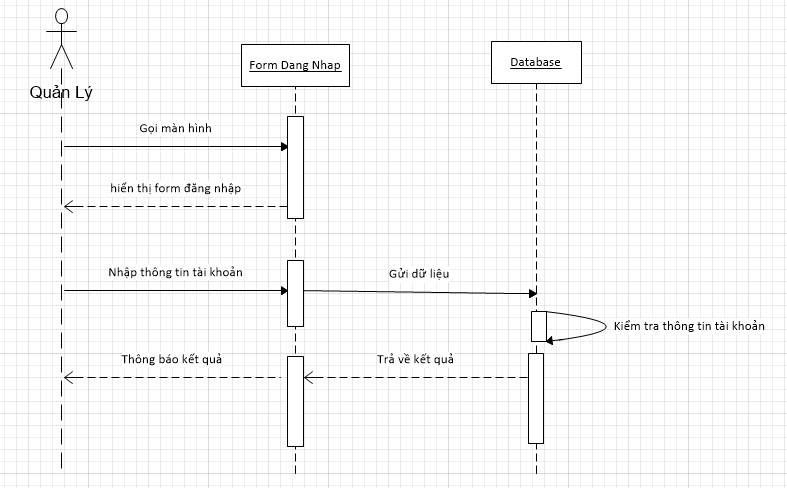 Quản Lý
Form Dang Nhap
Database
Gọi màn hình
hiển thị form đăng nhập
Nhập thông tin tài khoản
Gửi dữ liệu
Kiểm tra thông tin tài khoản
Thông báo kết quả
Trả về kết quả